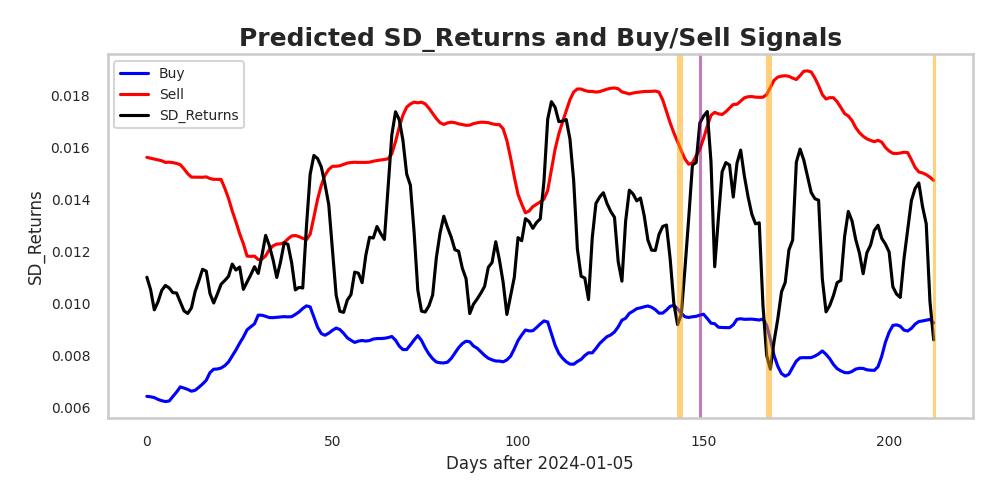 Predicted SD_Returns and Buy/Sell Signals
Buy
Sell
SD_Returns
0.018
0.016
0.014
0.012
0.010
0.008
0.006
SD_Returns
0 50 100 150 200
Days after 2024-01-05